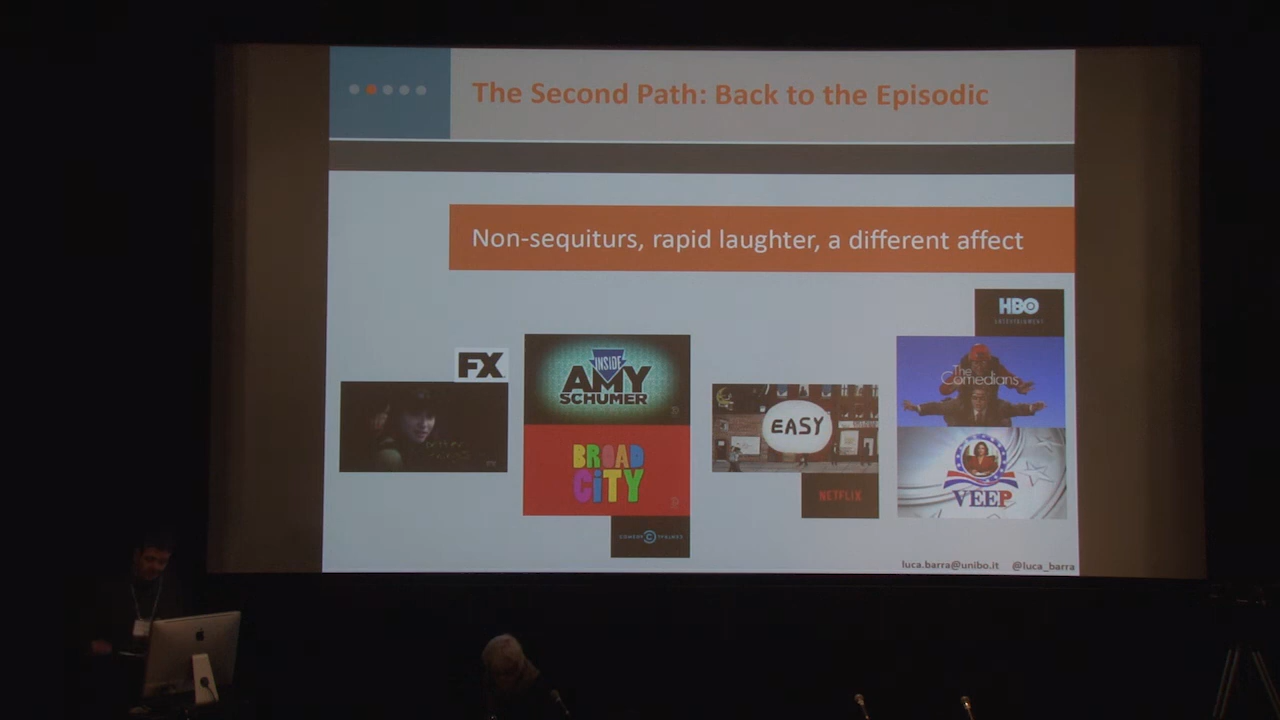 The Second Path: Back to the Episodic
Non-sequiturs, rapid laughter, a different affect
FX
INSIDE
AMY
SCHUMER
BROAD
CITY
EASY
NETFLIX
HBO
ENTERTAINMENT
The
Comedians
VEEP
luca.barra@unibo.it @luca_barra